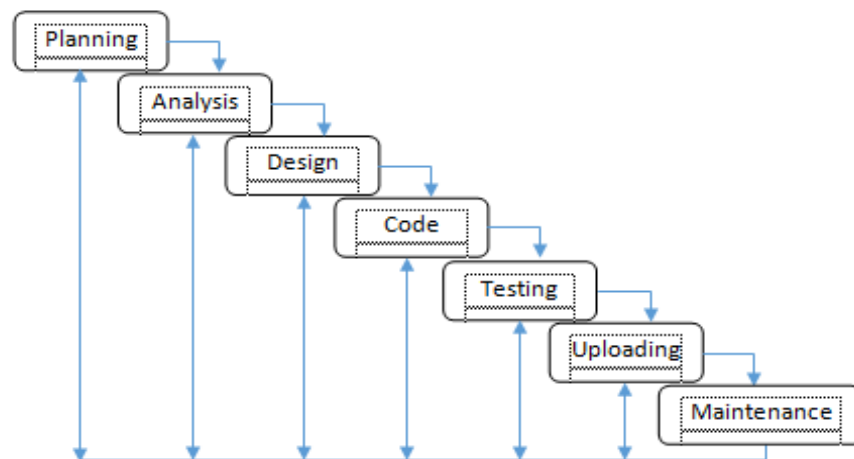 Planning
Analysis
Design
Code
Testing
Uploading
Maintenance